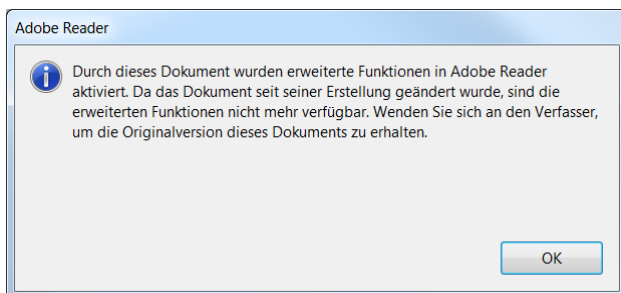 Adobe Reader
Durch dieses Dokument wurden erweiterte Funktionen in Adobe Reader
aktiviert. Da das Dokument seit seiner Erstellung geändert wurde, sind die
erweiterten Funktionen nicht mehr verfügbar. Wenden Sie sich an den Verfasser,
um die Originalversion dieses Dokuments zu erhalten.
OK